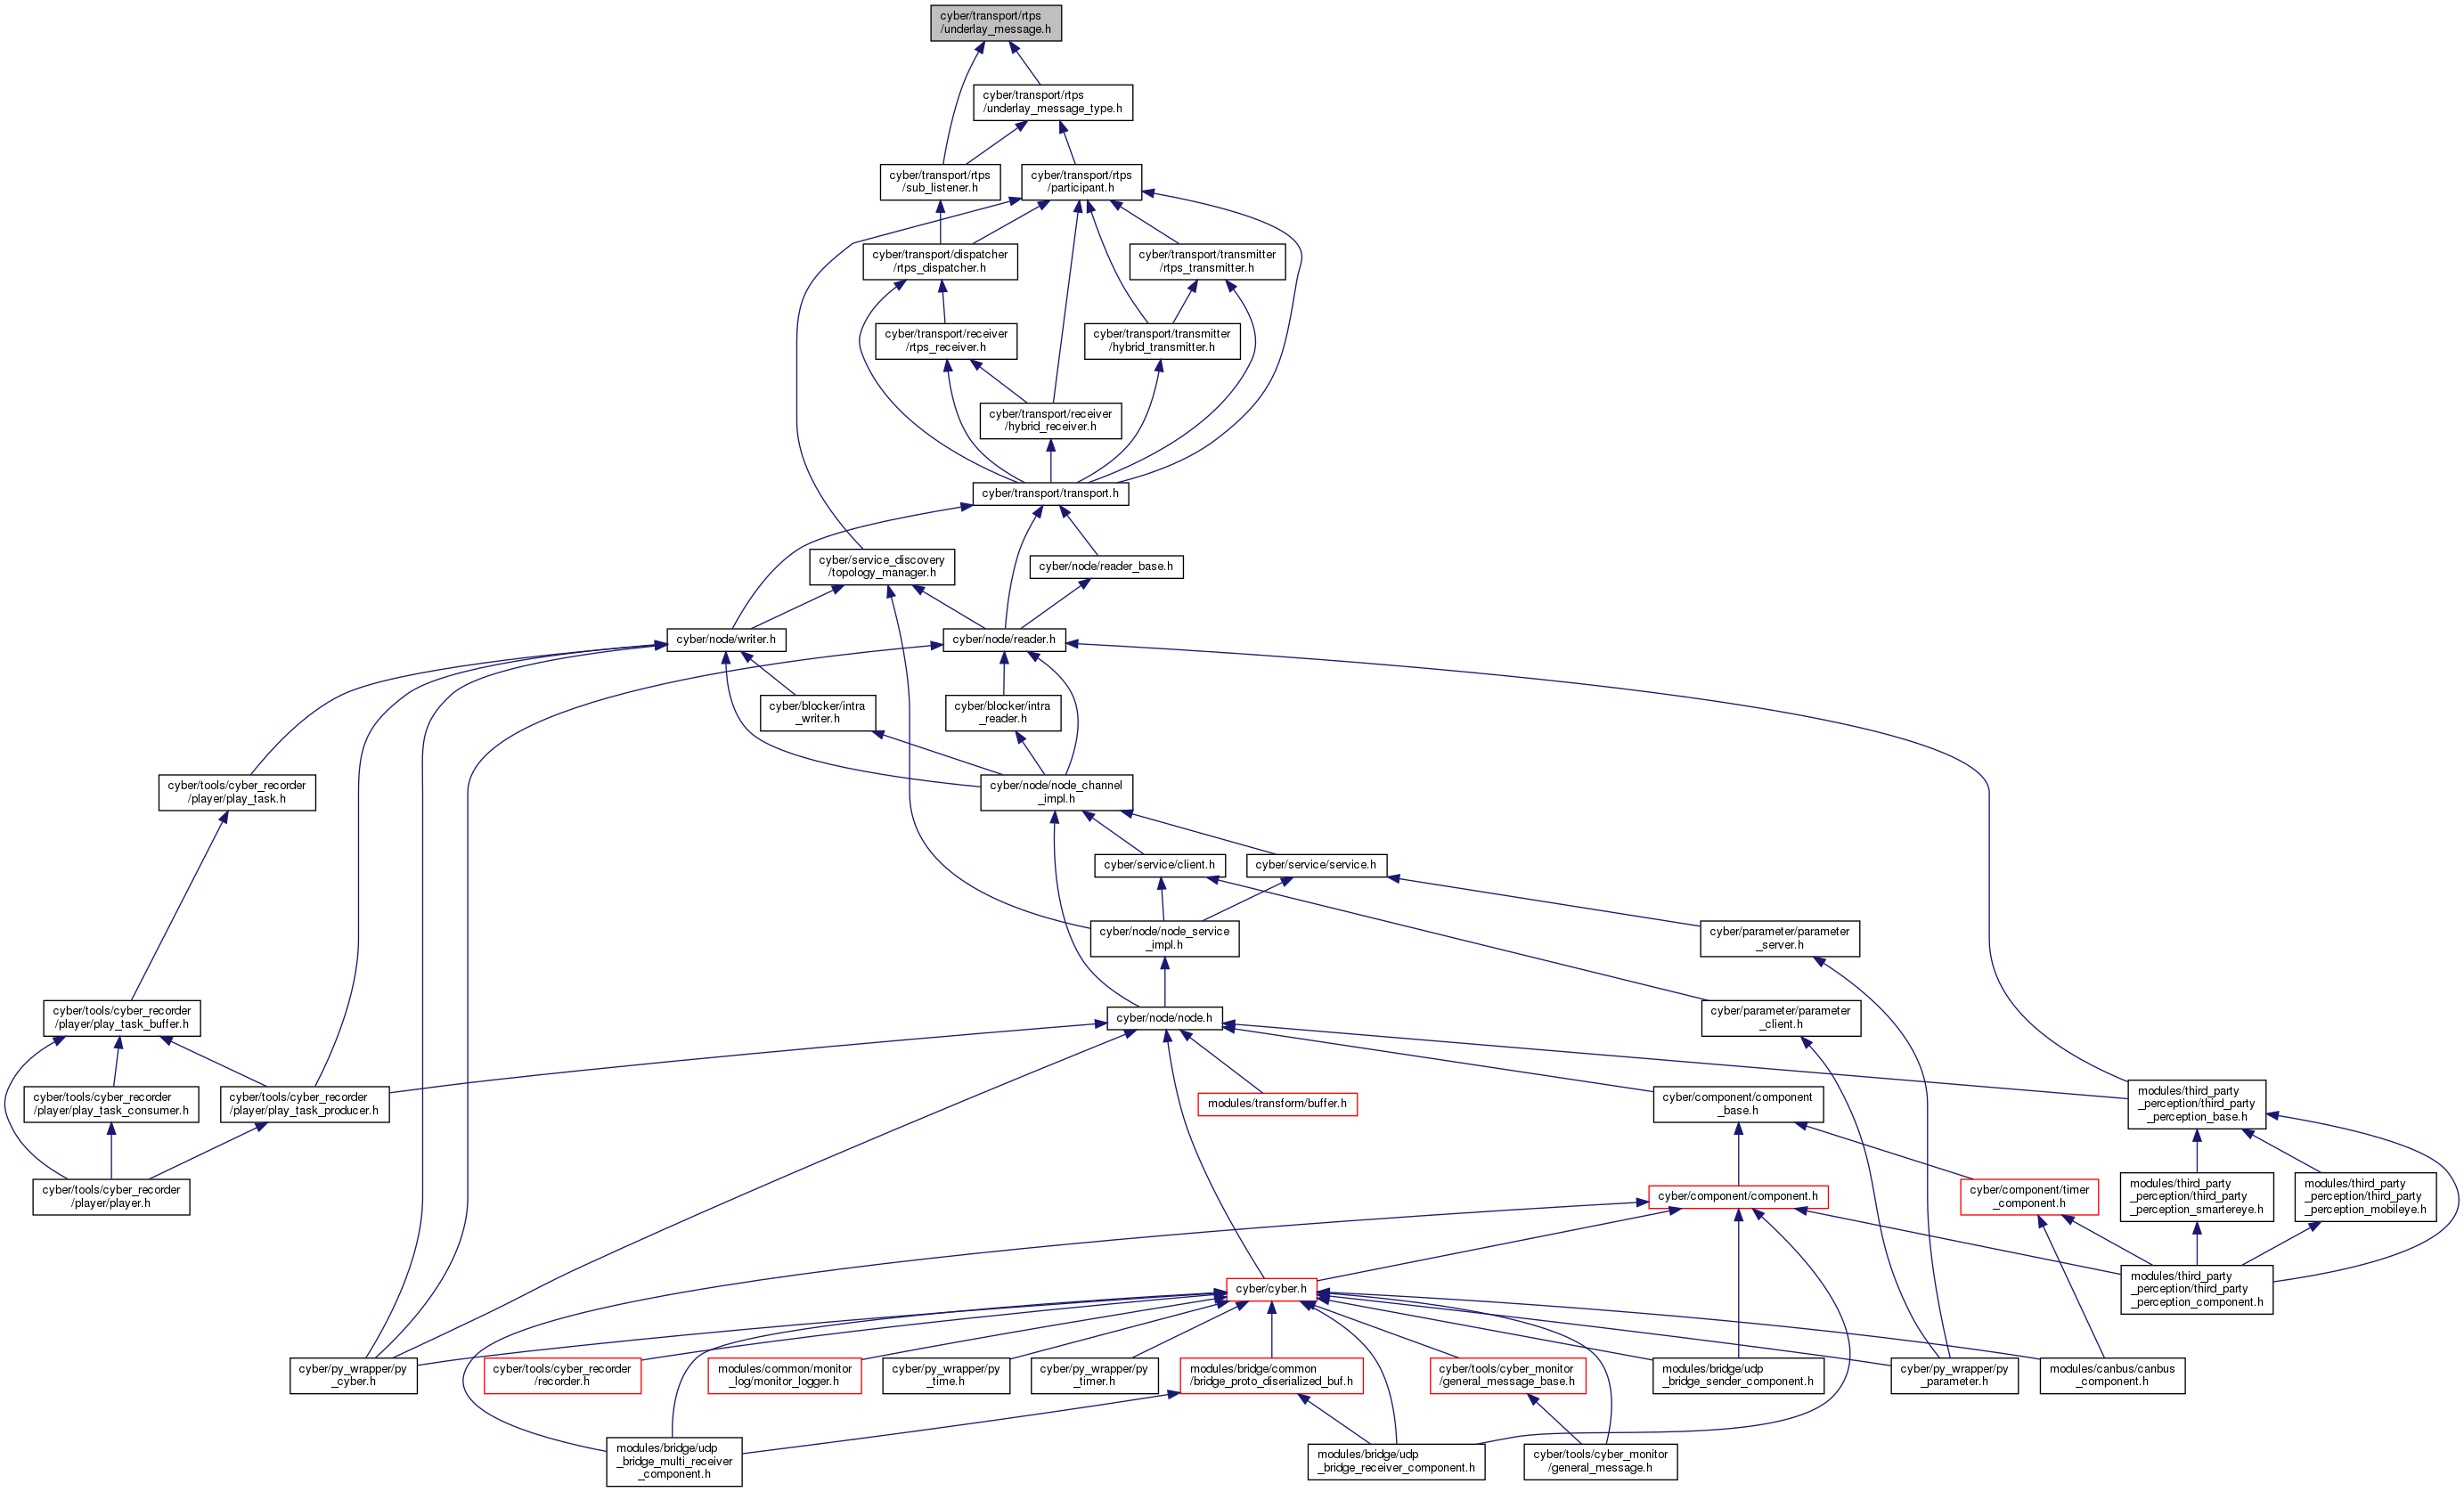 cyber/transport/rtps
/underlay_message.h
cyber/transport/rtps
/underlay_message_type.h
cyber/transport/rtps
/sub_listener.h
cyber/transport/rtps
/participant.h
cyber/transport/dispatcher
/rtps_dispatcher.h
cyber/transport/transmitter
/rtps_transmitter.h
cyber/transport/receiver
/rtps_receiver.h
cyber/transport/transmitter
/hybrid_transmitter.h
cyber/transport/receiver
/hybrid_receiver.h
cyber/transport/transport.h
cyber/service_discovery
/topology_manager.h
cyber/node/reader_base.h
cyber/node/writer.h
cyber/node/reader.h
cyber/blocker/intra
_writer.h
cyber/blocker/intra
_reader.h
cyber/tools/cyber_recorder
/player/play_task.h
cyber/node/node_channel
_impl.h
cyber/service/client.h
cyber/service/service.h
cyber/node/node_service
_impl.h
cyber/parameter/parameter
_server.h
cyber/tools/cyber_recorder
/player/play_task_buffer.h
cyber/node/node.h
cyber/parameter/parameter
_client.h
cyber/tools/cyber_recorder
/player/play_task_consumer.h
cyber/tools/cyber_recorder
/player/play_task_producer.h
modules/transform/buffer.h
cyber/component/component
_base.h
modules/third_party
_perception/third_party
_perception_base.h
cyber/tools/cyber_recorder
/player/player.h
cyber/component/component.h
cyber/component/timer
_component.h
modules/third_party
_perception/third_party
_perception_smartereye.h
modules/third_party
_perception/third_party
_perception_mobileye.h
cyber/cyber.h
modules/third_party
_perception/third_party
_perception_component.h
cyber/py_wrapper/py
_cyber.h
cyber/tools/cyber_recorder
/recorder.h
modules/common/monitor
_log/monitor_logger.h
cyber/py_wrapper/py
_time.h
cyber/py_wrapper/py
_timer.h
modules/bridge/common
/bridge_proto_diserialized_buf.h
cyber/tools/cyber_monitor
/general_message_base.h
modules/bridge/udp
_bridge_sender_component.h
cyber/py_wrapper/py
_parameter.h
modules/canbus/canbus
_component.h
modules/bridge/udp
_bridge_multi_receiver
_component.h
modules/bridge/udp
_bridge_receiver_component.h
cyber/tools/cyber_monitor
/general_message.h